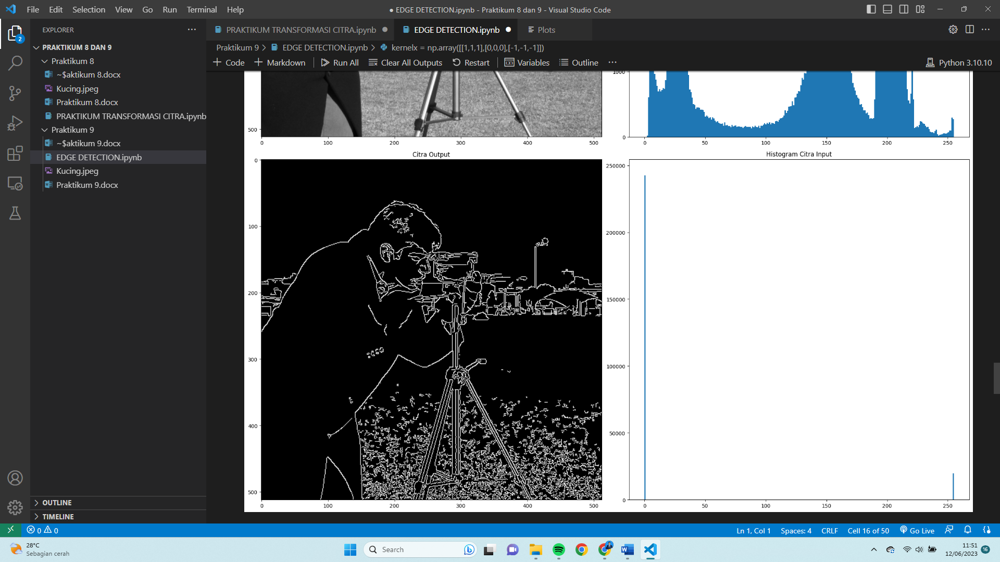 File Edit Selection View Go Run Terminal Help
● EDGE DETECTION.ipynb - Praktikum 8 dan 9 - Visual Studio Code
EXPLORER
PRAKTIKUM TRANSFORMASI CITRA.ipynb
EDGE DETECTION.ipynb
Plots
Praktikum 9 > EDGE DETECTION.ipynb > kernelx = np.array([[1,1,1],[0,0,0],[-1,-1,-1]])
+ Code + Markdown Run All Clear All Outputs Restart Variables Outline ...
Python 3.10.10
2
PRAKTIKUM 8 DAN 9
Praktikum 8
~$aktikum 8.docx
Kucing.jpeg
Praktikum 8.docx
PRAKTIKUM TRANSFORMASI CITRA.ipynb
Praktikum 9
~$aktikum 9.docx
EDGE DETECTION.ipynb
Kucing.jpeg
Praktikum 9.docx
OUTLINE
TIMELINE
500
0 100 200 300 400 500
1000
0
0 50 100 150 200 250
Citra Output
0
100
200
300
400
500
0 100 200 300 400 500
Histogram Citra Input
250000
200000
150000
100000
50000
0
0 50 100 150 200 250
0 0
Ln 1, Col 1 Spaces: 4 CRLF Cell 16 of 50 Go Live
28°C
Sebagian cerah
Search
11:51
12/06/2023
16